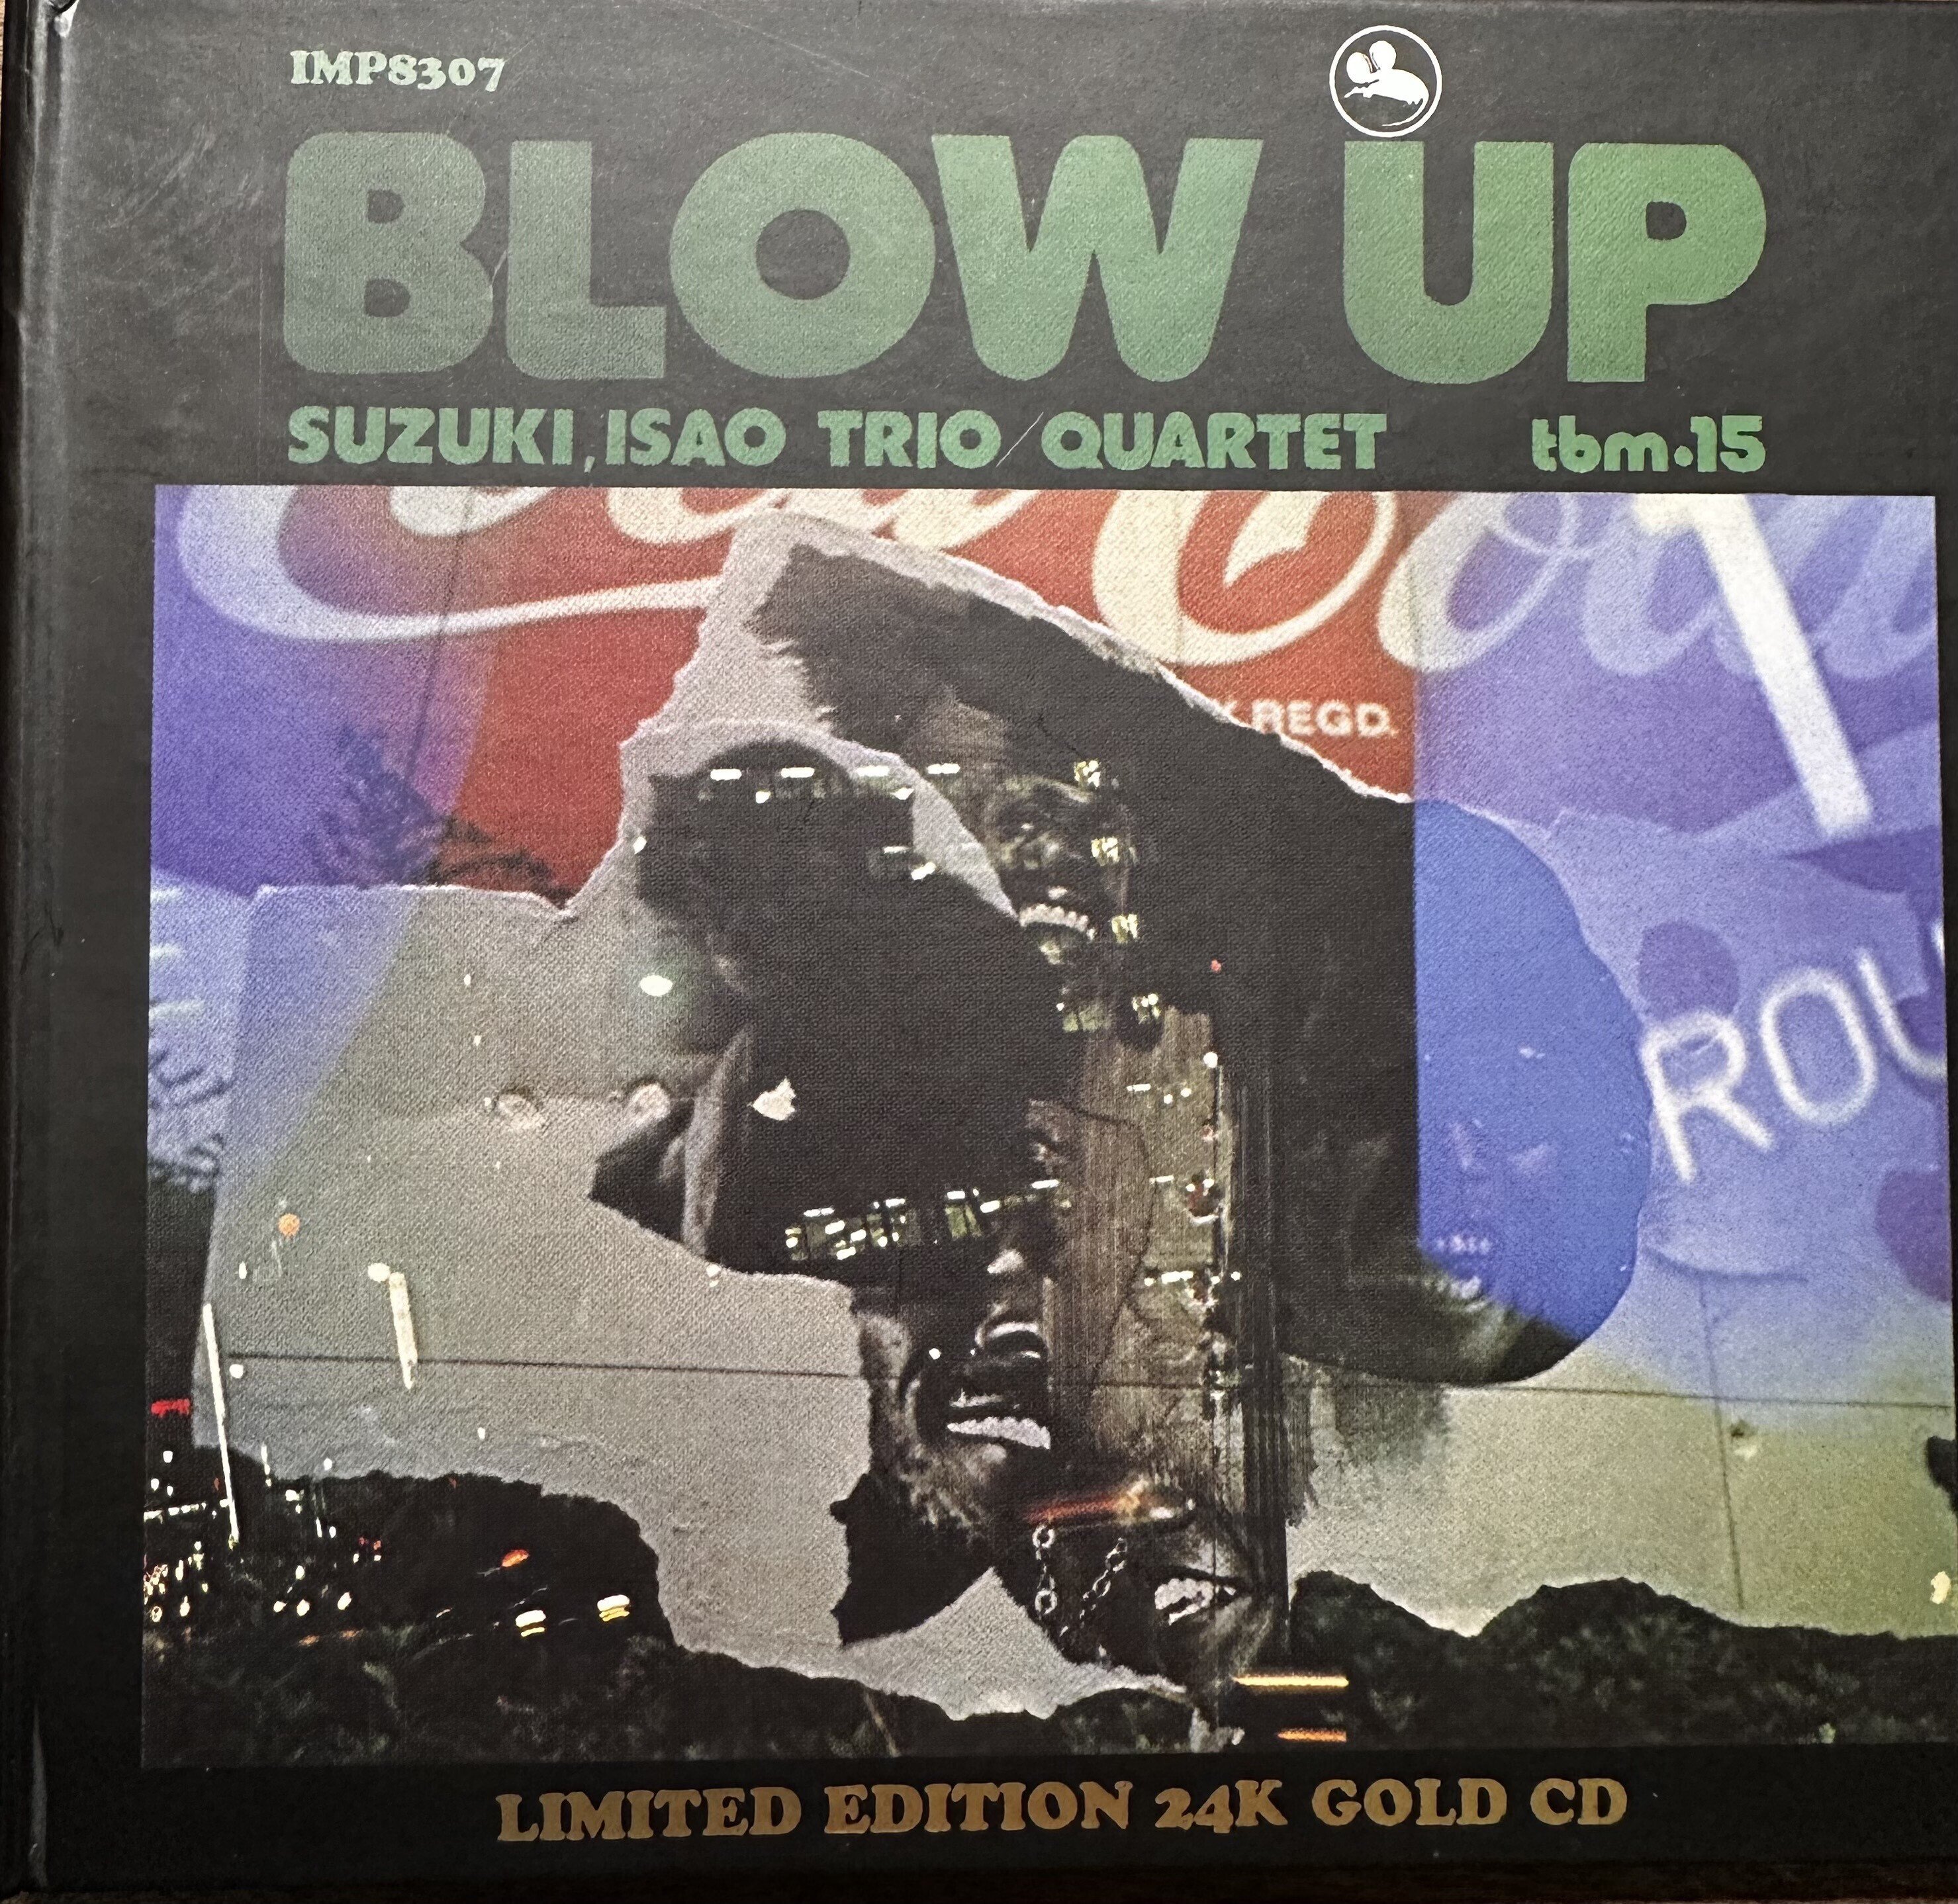 IMP8307
BLOW UP
SUZUKI, ISAO TRIO/QUARTET tbm•15
REGD.
ROU
LIMITED EDITION 24K GOLD CD